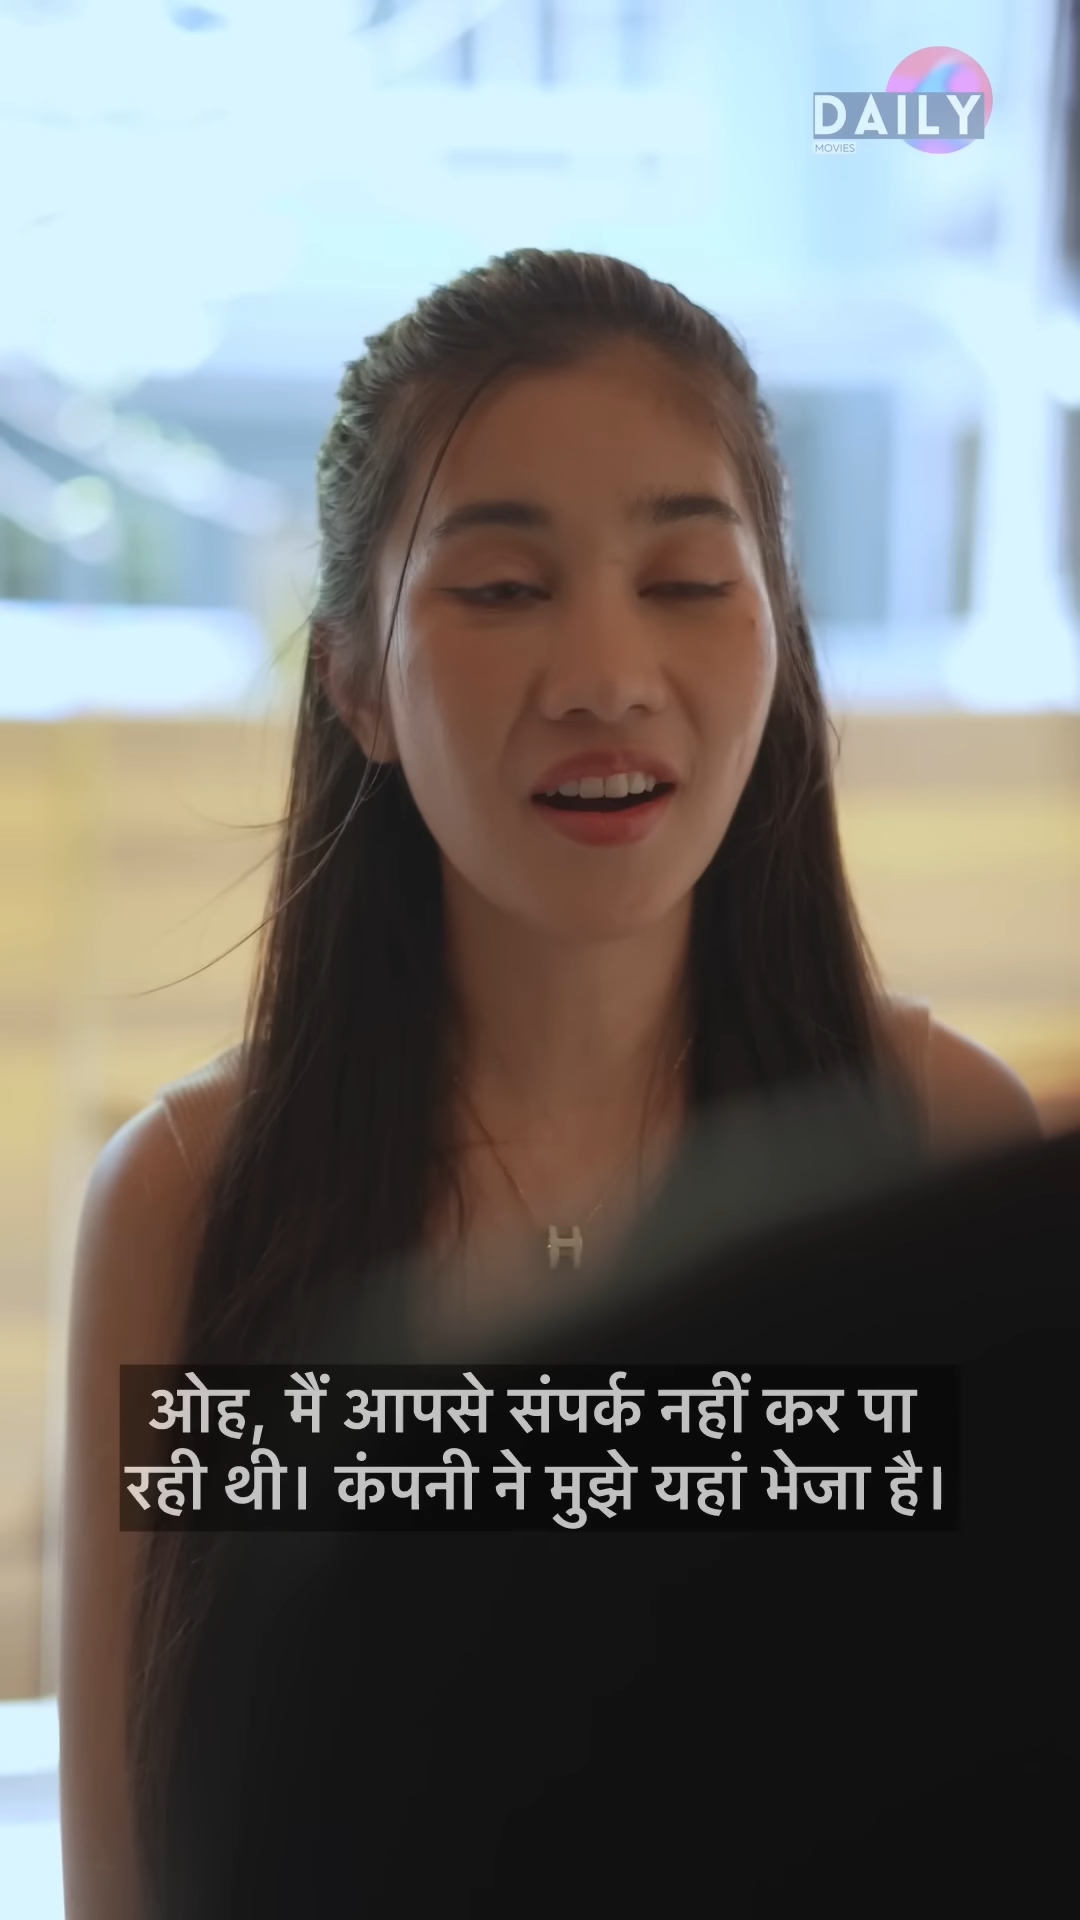 DAILY
MOVIES
H
ओह, मैं आपसे संपर्क नहीं कर पा
रही थी। कंपनी ने मुझे यहां भेजा है।